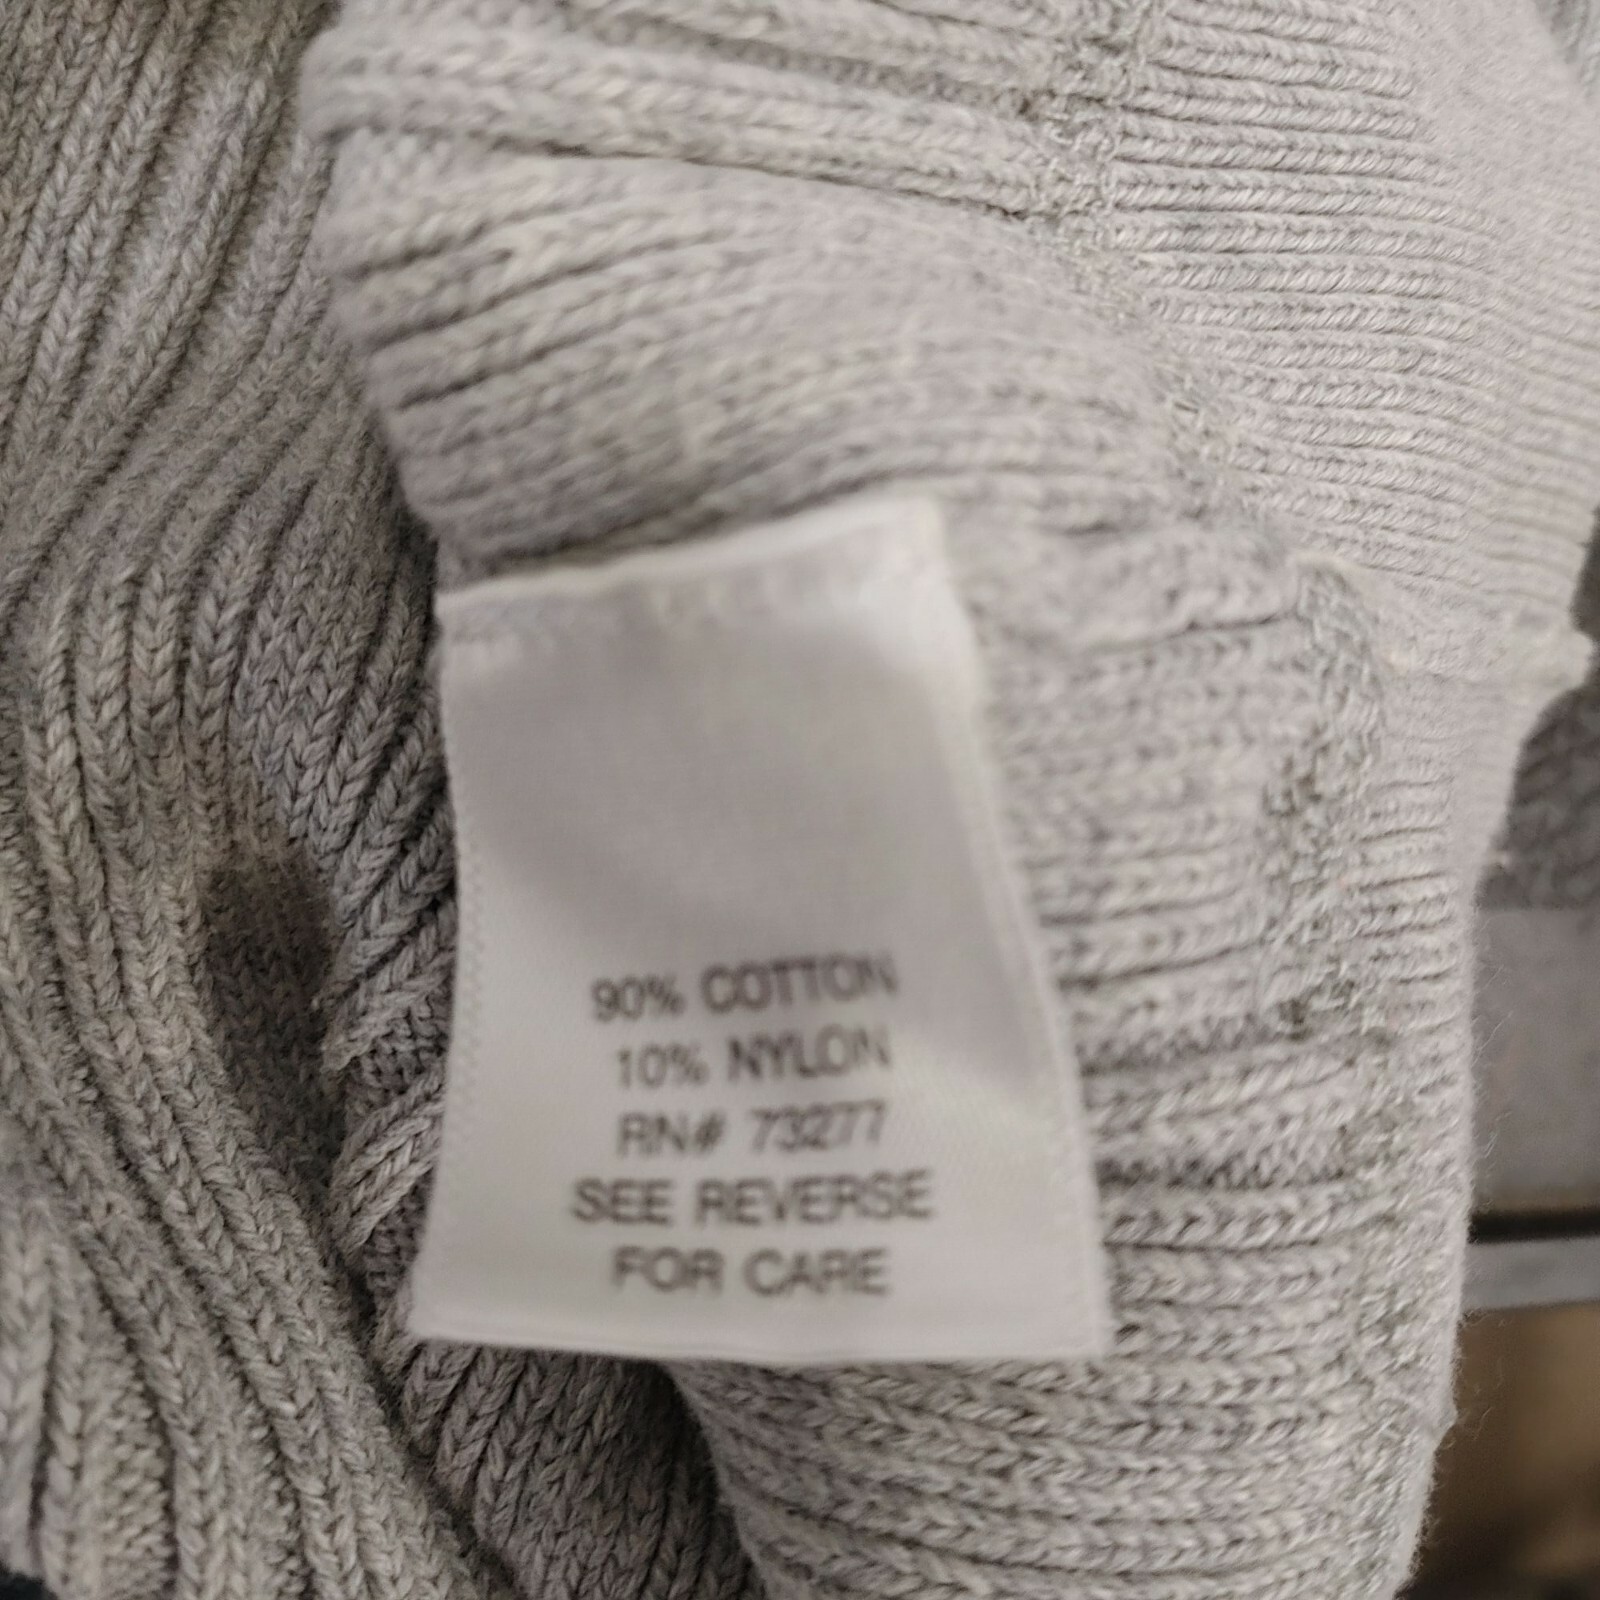 90% COTTON
10% NYLON
RN# 73277
SEE REVERSE
FOR CARE